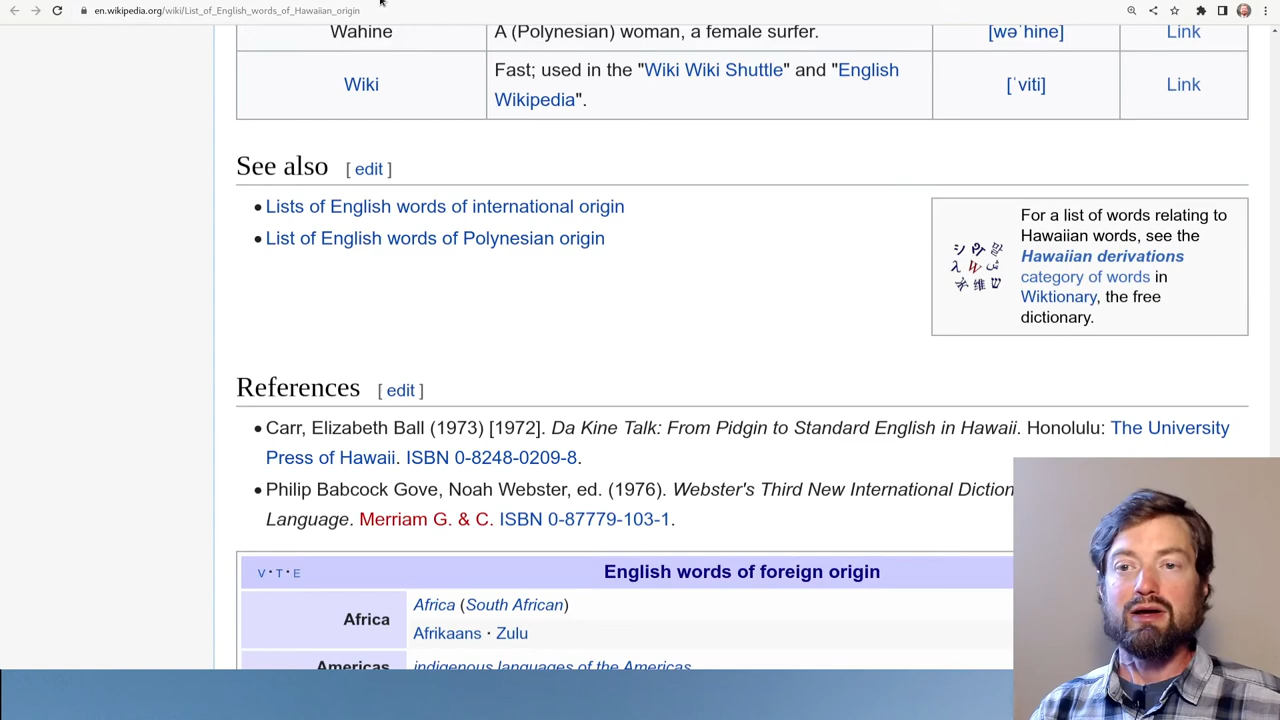 en.wikipedia.org/wiki/List_of_English_words_of_Hawaiian_origin
Wahine A (Polynesian) woman, a female surfer. [wəˈhine] Link
Wiki Fast; used in the "Wiki Wiki Shuttle" and "English Wikipedia". [ˈviti] Link
See also [ edit ]
• Lists of English words of international origin
• List of English words of Polynesian origin
For a list of words relating to
Hawaiian words, see the
Hawaiian derivations
category of words in
Wiktionary, the free
dictionary.
References [ edit ]
• Carr, Elizabeth Ball (1973) [1972]. Da Kine Talk: From Pidgin to Standard English in Hawaii. Honolulu: The University
Press of Hawaii. ISBN 0-8248-0209-8.
• Philip Babcock Gove, Noah Webster, ed. (1976). Webster's Third New International Diction
Language. Merriam G. & C. ISBN 0-87779-103-1.
V • T • E English words of foreign origin
Africa (South African)
Africa
Afrikaans · Zulu
Americas indigenous languages of the Americas